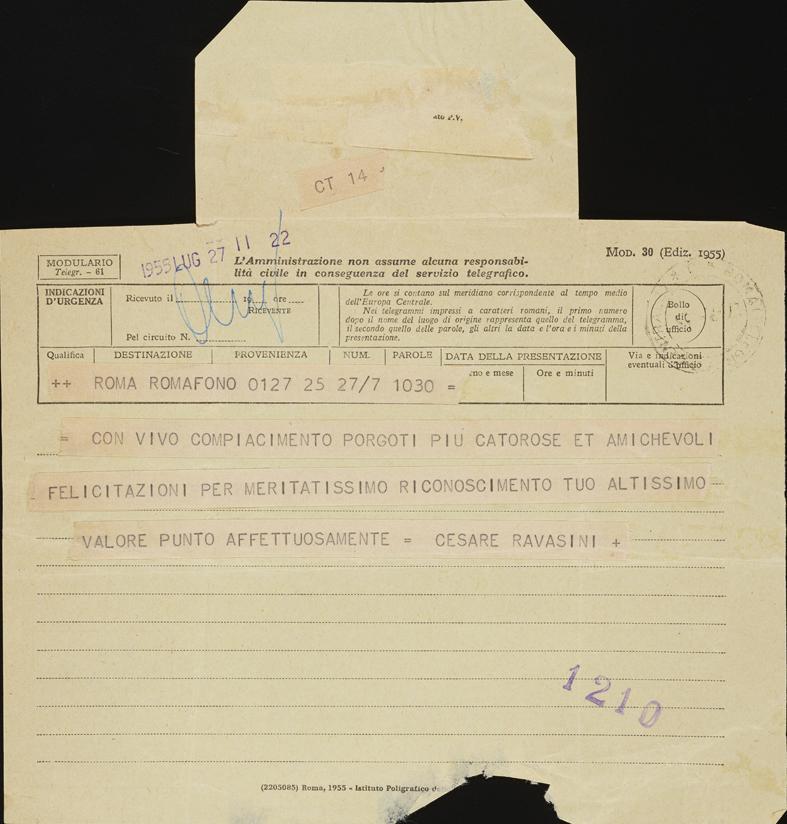 CT 14
1955 LUG 27 11 22
MODULARIO
Telegr. - 61
L'Amministrazione non assume alcuna responsabi-
lità civile in conseguenza del servizio telegrafico.
Mod. 30 (Ediz. 1955)
INDICAZIONI
D'URGENZA
Ricevuto il 19 ore
RICEVENTE
Pel circuito N.
Le ore si contano sul meridiano corrispondente al tempo medio
dell'Europa Centrale.
Nei telegrammi impressi a caratteri romani, il primo numero
dopo il nome del luogo di origine rappresenta quello del telegramma,
il secondo quello delle parole, gli altri la data e l'ora e i minuti della
presentazione.
Bollo
di
ufficio
Qualifica DESTINAZIONE PROVENIENZA NUM. PAROLE DATA DELLA PRESENTAZIONE Via e indicazioni
eventuali d'ufficio
no e mese Ore e minuti
++ ROMA ROMAFONO 0127 25 27/7 1030 =
= CON VIVO COMPIACIMENTO PORGOTI PIU CATOROSE ET AMICHEVOLI
FELICITAZIONI PER MERITATISSIMO RICONOSCIMENTO TUO ALTISSIMO
VALORE PUNTO AFFETTUOSAMENTE = CESARE RAVASINI +
1210
(2205085) Roma, 1955 - Istituto Poligrafico